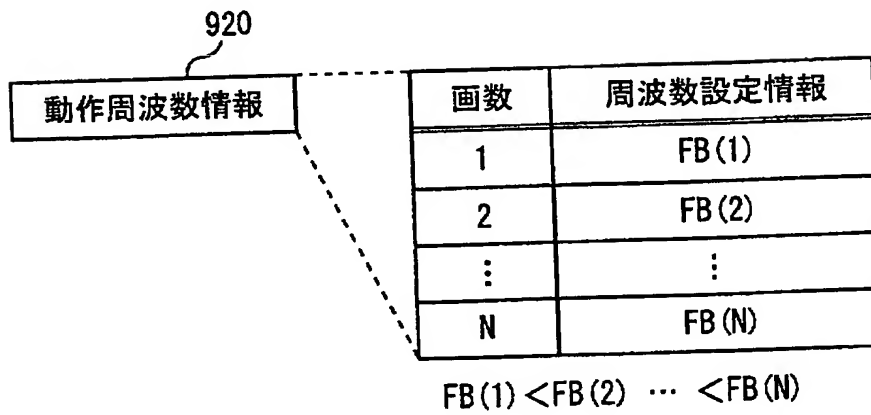 920
動作周波数情報
画数 周波数設定情報
1 FB(1)
2 FB(2)
⋮ ⋮
N FB(N)
FB(1)<FB(2) … <FB(N)